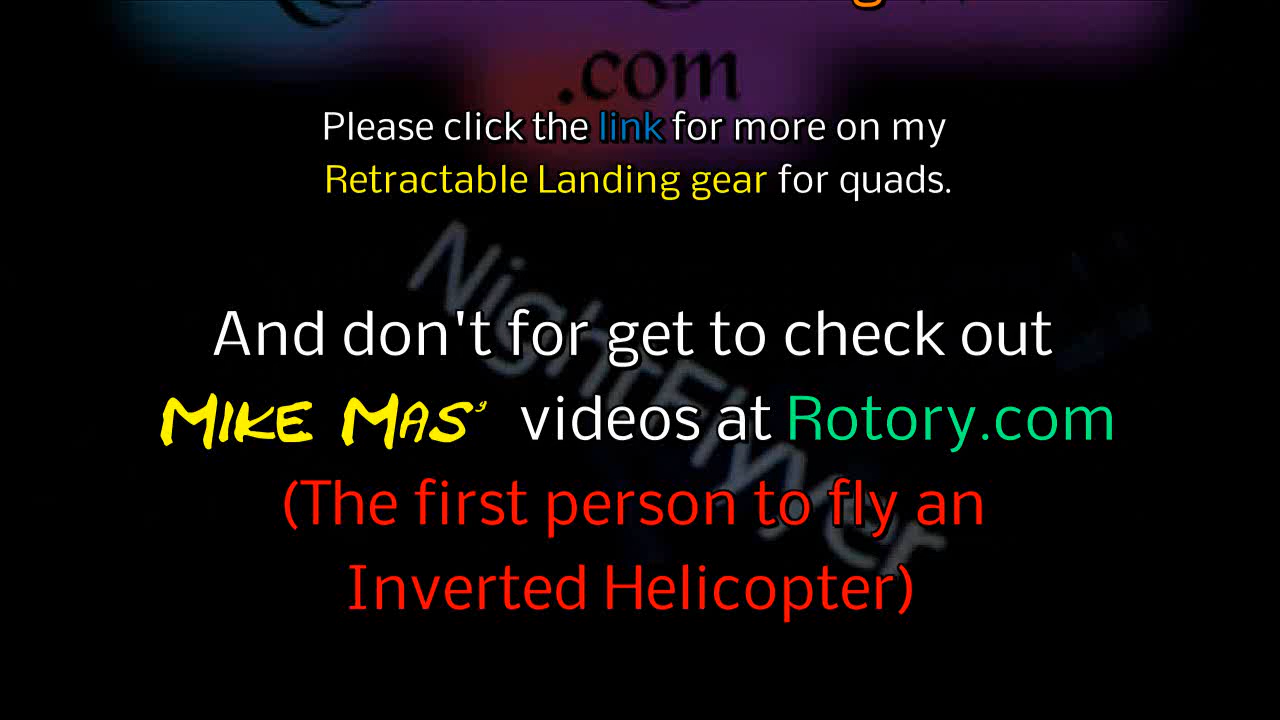 .com
Please click the link for more on my
Retractable Landing gear for quads.
NightFlyyer
And don't for get to check out
Mike Mas' videos at Rotory.com
(The first person to fly an
Inverted Helicopter)